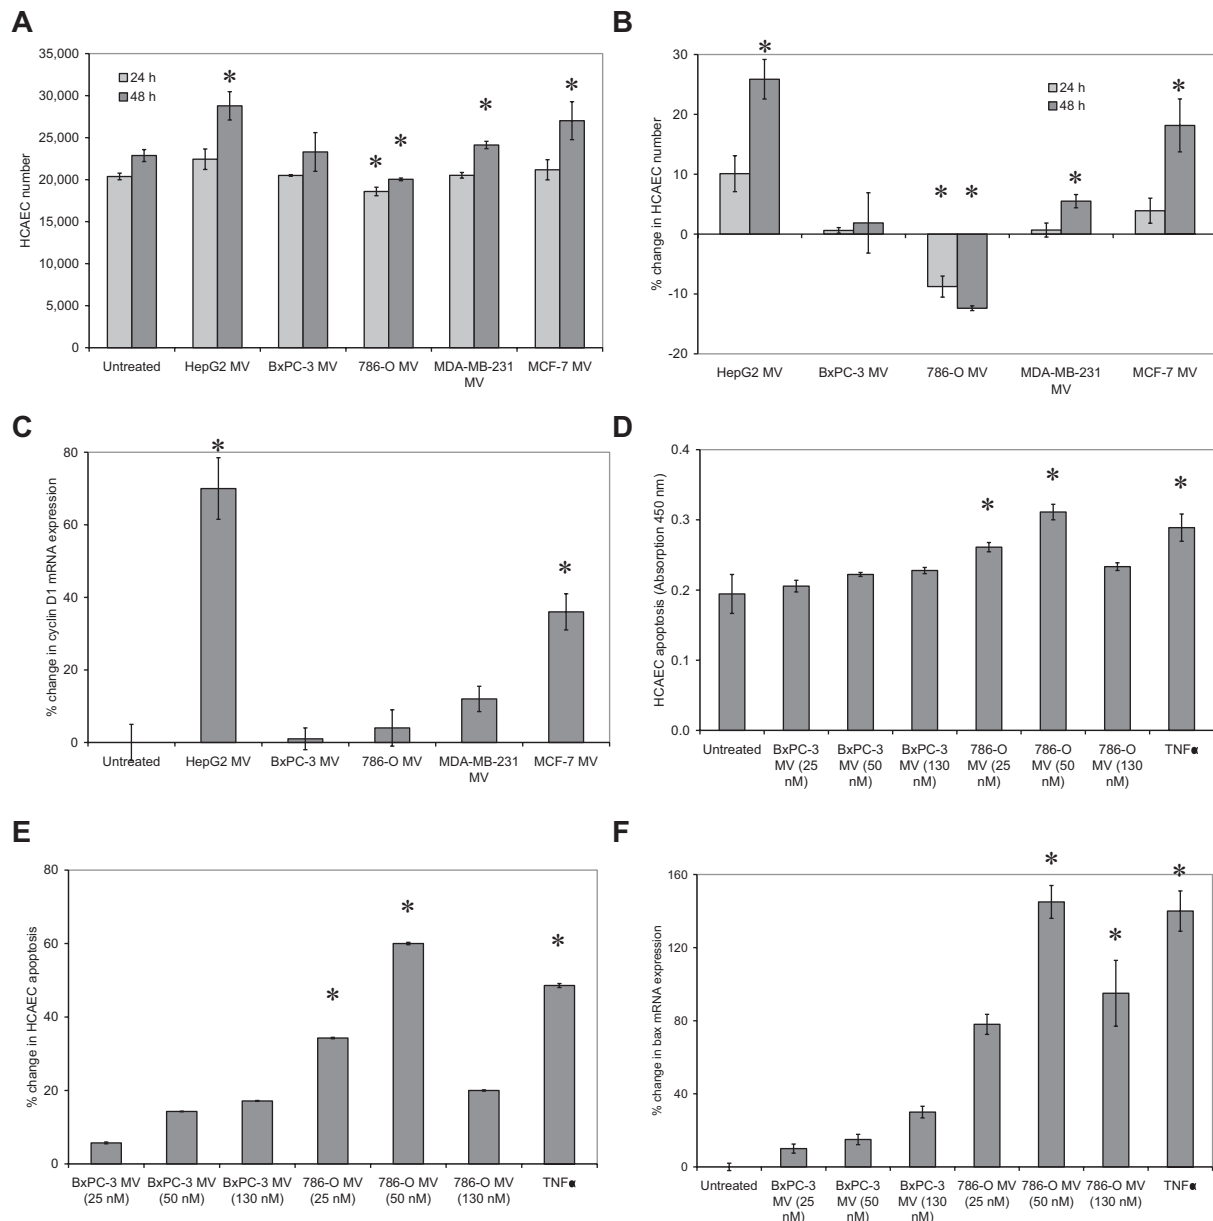 A
HCAEC number
35,000
30,000
25,000
20,000
15,000
10,000
5,000
0
24 h
48 h
*
*
*
*
*
Untreated
HepG2 MV
BxPC-3 MV
786-O MV
MDA-MB-231
MV
MCF-7 MV
B
% change in HCAEC number
30
20
10
0
-10
-20
24 h
48 h
*
*
*
*
*
HepG2 MV
BxPC-3 MV
786-O MV
MDA-MB-231
MV
MCF-7 MV
C
% change in cyclin D1 mRNA expression
80
60
40
20
0
*
*
Untreated
HepG2 MV
BxPC-3 MV
786-O MV
MDA-MB-231
MV
MCF-7 MV
D
HCAEC apoptosis (Absorption 450 nm)
0.4
0.3
0.2
0.1
0.0
*
*
*
Untreated
BxPC-3
MV (25
nM)
BxPC-3
MV (50
nM)
BxPC-3
MV (130
nM)
786-O
MV (25
nM)
786-O
MV (50
nM)
786-O
MV (130
nM)
TNFα
E
% change in HCAEC apoptosis
80
60
40
20
0
*
*
*
BxPC-3 MV
(25 nM)
BxPC-3 MV
(50 nM)
BxPC-3 MV
(130 nM)
786-O MV
(25 nM)
786-O MV
(50 nM)
786-O MV
(130 nM)
TNFα
F
% change in bax mRNA expression
160
120
80
40
0
*
*
*
Untreated
BxPC-3
MV (25
nM)
BxPC-3
MV (50
nM)
BxPC-3
MV (130
nM)
786-O MV
(25 nM)
786-O MV
(50 nM)
786-O MV
(130 nM)
TNFα